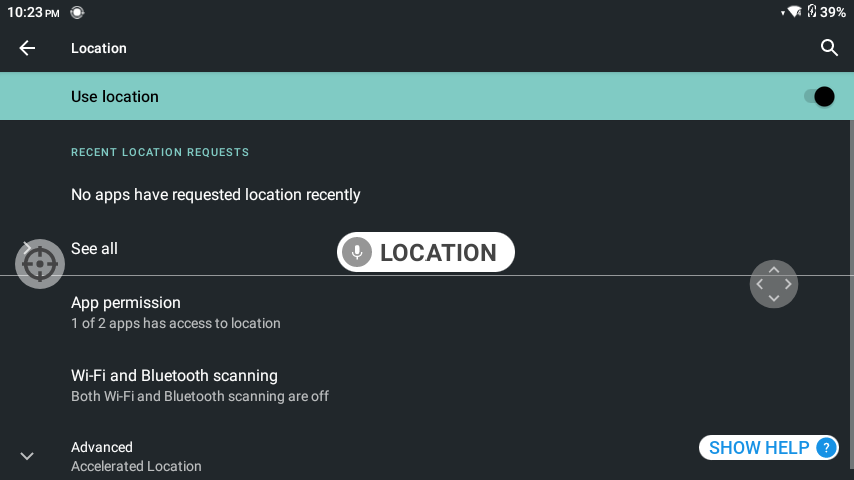 10:23 PM
39%
Location
Use location
RECENT LOCATION REQUESTS
No apps have requested location recently
See all
LOCATION
App permission
1 of 2 apps has access to location
Wi-Fi and Bluetooth scanning
Both Wi-Fi and Bluetooth scanning are off
Advanced
Accelerated Location
SHOW HELP ?